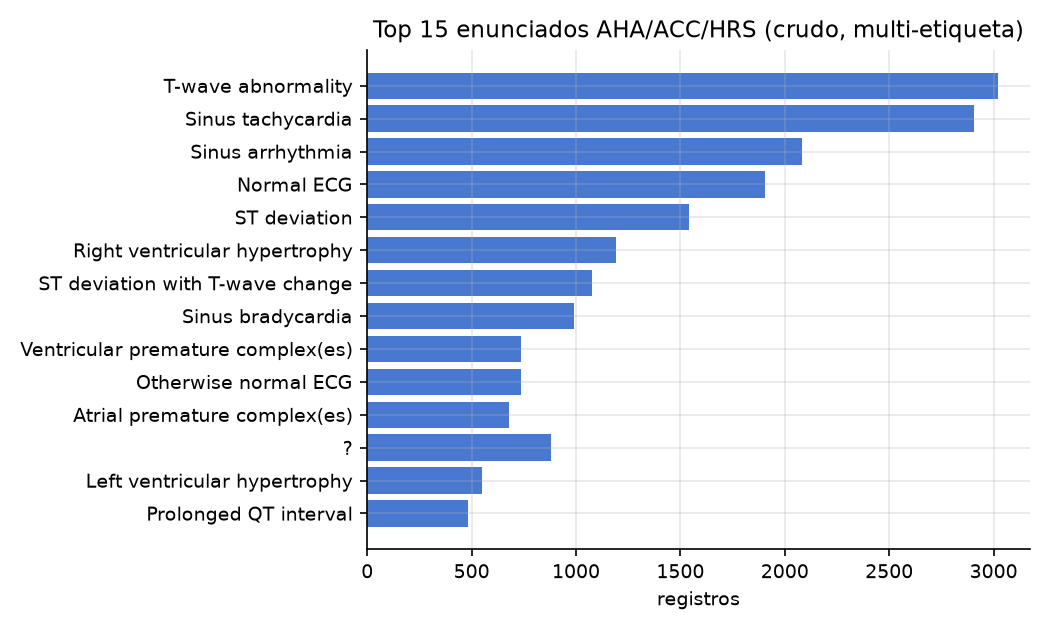 Top 15 enunciados AHA/ACC/HRS (crudo, multi-etiqueta)
T-wave abnormality
Sinus tachycardia
Sinus arrhythmia
Normal ECG
ST deviation
Right ventricular hypertrophy
ST deviation with T-wave change
Sinus bradycardia
Ventricular premature complex(es)
Otherwise normal ECG
Atrial premature complex(es)
?
Left ventricular hypertrophy
Prolonged QT interval
0 500 1000 1500 2000 2500 3000
registros